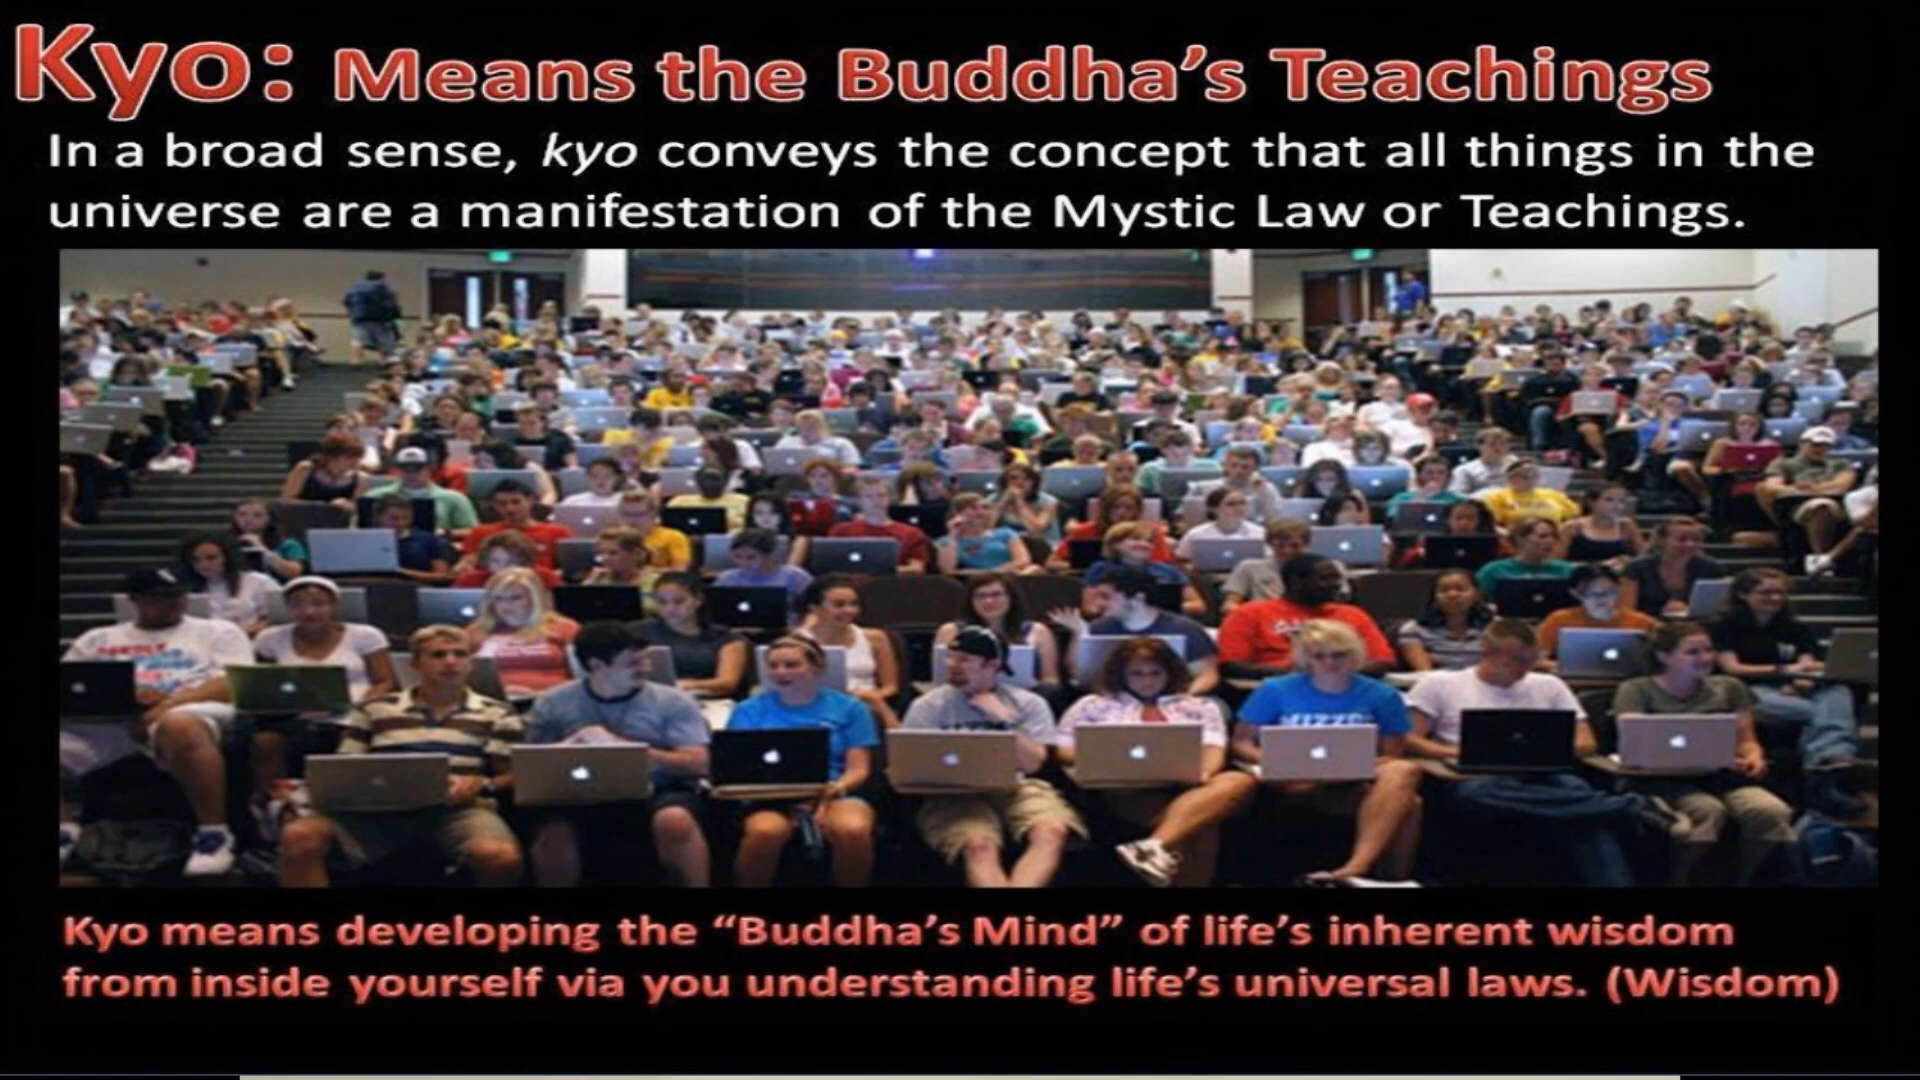 Kyo: Means the Buddha's Teachings
In a broad sense, kyo conveys the concept that all things in the
universe are a manifestation of the Mystic Law or Teachings.
MIZZO
Kyo means developing the “Buddha’s Mind” of life’s inherent wisdom
from inside yourself via you understanding life’s universal laws. (Wisdom)